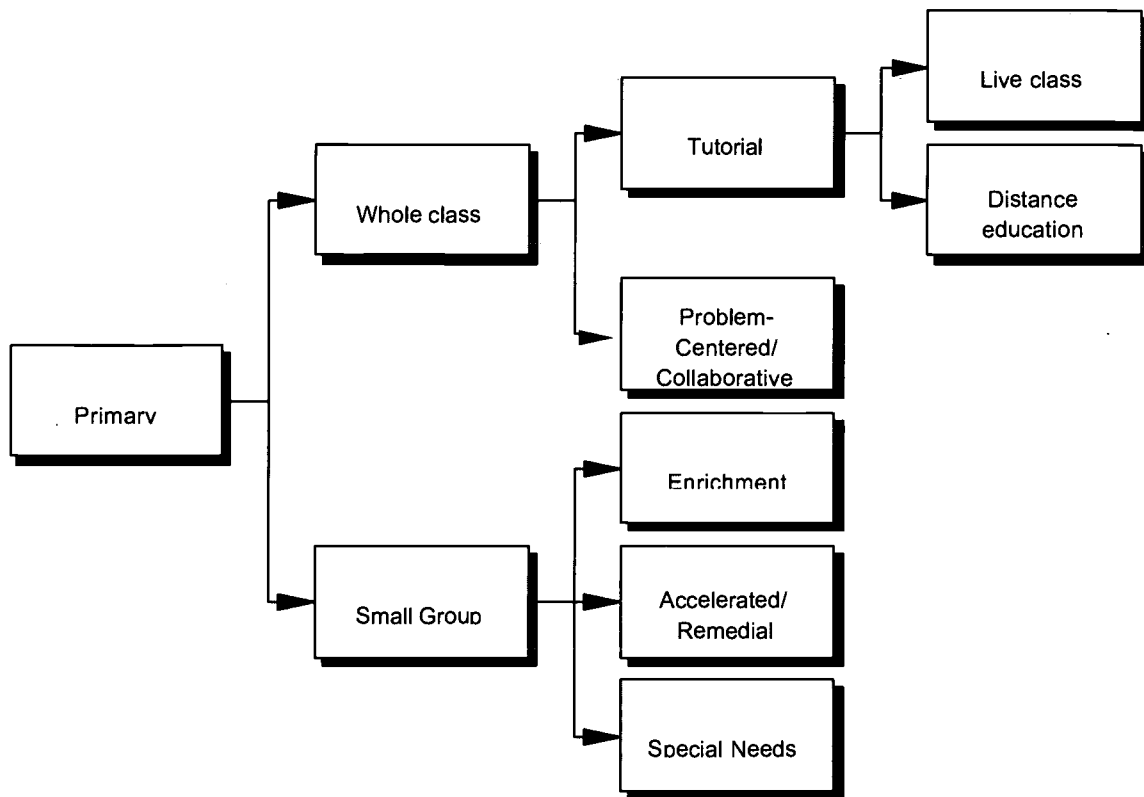 Live class
Tutorial
Distance
education
Whole class
Problem-
Centered/
Collaborative
Primary
Enrichment
Small Group
Accelerated/
Remedial
Special Needs